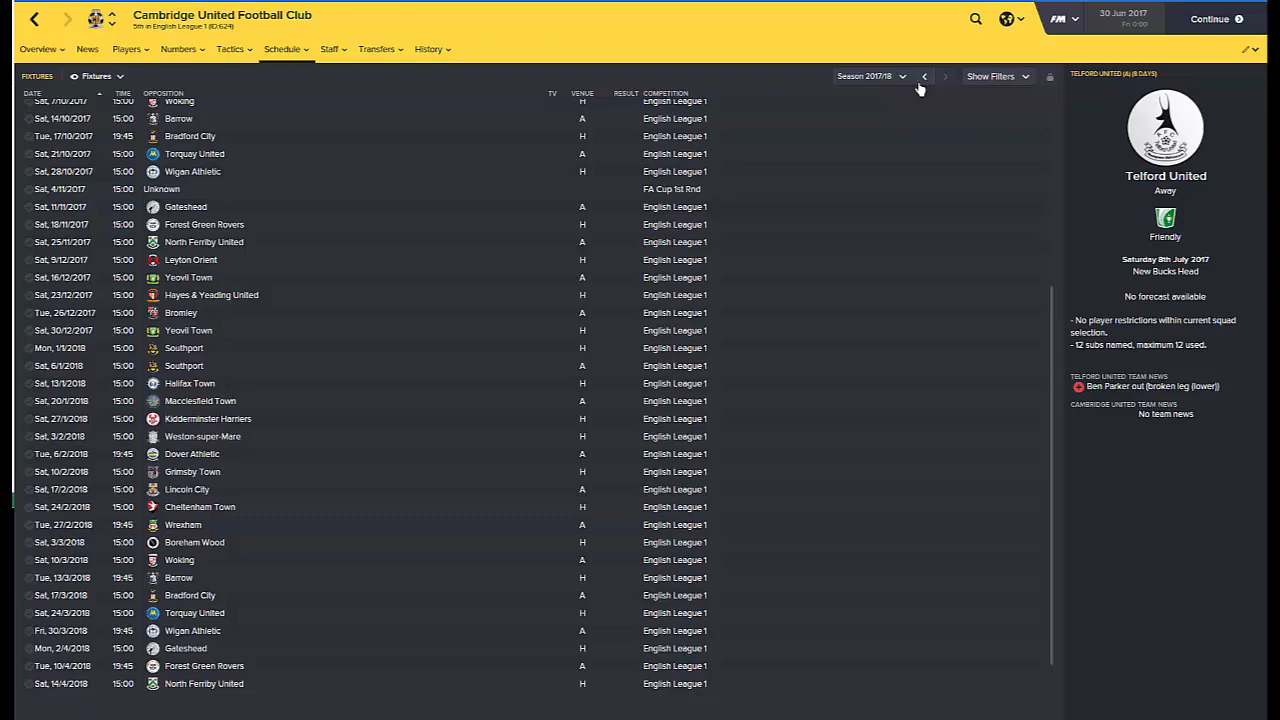 Cambridge United Football Club
5th in English League 1 (ID:624)
FM
30 Jun 2017
Fri 0:00
Continue
Overview
News
Players
Numbers
Tactics
Schedule
Staff
Transfers
History
FIXTURES Fixtures Season 2017/18 Show Filters
DATE TIME OPPOSITION TV VENUE RESULT COMPETITION
Sat, 7/10/2017 15:00 Woking H English League 1
Sat, 14/10/2017 15:00 Barrow A English League 1
Tue, 17/10/2017 19:45 Bradford City H English League 1
Sat, 21/10/2017 15:00 Torquay United A English League 1
Sat, 28/10/2017 15:00 Wigan Athletic H English League 1
Sat, 4/11/2017 15:00 Unknown FA Cup 1st Rnd
Sat, 11/11/2017 15:00 Gateshead A English League 1
Sat, 18/11/2017 15:00 Forest Green Rovers H English League 1
Sat, 25/11/2017 15:00 North Ferriby United A English League 1
Sat, 9/12/2017 15:00 Leyton Orient H English League 1
Sat, 16/12/2017 15:00 Yeovil Town A English League 1
Sat, 23/12/2017 15:00 Hayes & Yeading United H English League 1
Tue, 26/12/2017 15:00 Bromley A English League 1
Sat, 30/12/2017 15:00 Yeovil Town H English League 1
Mon, 1/1/2018 15:00 Southport H English League 1
Sat, 6/1/2018 15:00 Southport A English League 1
Sat, 13/1/2018 15:00 Halifax Town H English League 1
Sat, 20/1/2018 15:00 Macclesfield Town A English League 1
Sat, 27/1/2018 15:00 Kidderminster Harriers H English League 1
Sat, 3/2/2018 15:00 Weston-super-Mare H English League 1
Tue, 6/2/2018 19:45 Dover Athletic A English League 1
Sat, 10/2/2018 15:00 Grimsby Town H English League 1
Sat, 17/2/2018 15:00 Lincoln City A English League 1
Sat, 24/2/2018 15:00 Cheltenham Town H English League 1
Tue, 27/2/2018 19:45 Wrexham A English League 1
Sat, 3/3/2018 15:00 Boreham Wood H English League 1
Sat, 10/3/2018 15:00 Woking A English League 1
Tue, 13/3/2018 19:45 Barrow H English League 1
Sat, 17/3/2018 15:00 Bradford City A English League 1
Sat, 24/3/2018 15:00 Torquay United H English League 1
Fri, 30/3/2018 19:45 Wigan Athletic A English League 1
Mon, 2/4/2018 15:00 Gateshead H English League 1
Tue, 10/4/2018 19:45 Forest Green Rovers A English League 1
Sat, 14/4/2018 15:00 North Ferriby United H English League 1
TELFORD UNITED (A) (8 DAYS)
Telford United
Away
Friendly
Saturday 8th July 2017
New Bucks Head
No forecast available
- No player restrictions within current squad
selection.
- 12 subs named, maximum 12 used.
TELFORD UNITED TEAM NEWS
Ben Parker out (broken leg (lower))
CAMBRIDGE UNITED TEAM NEWS
No team news